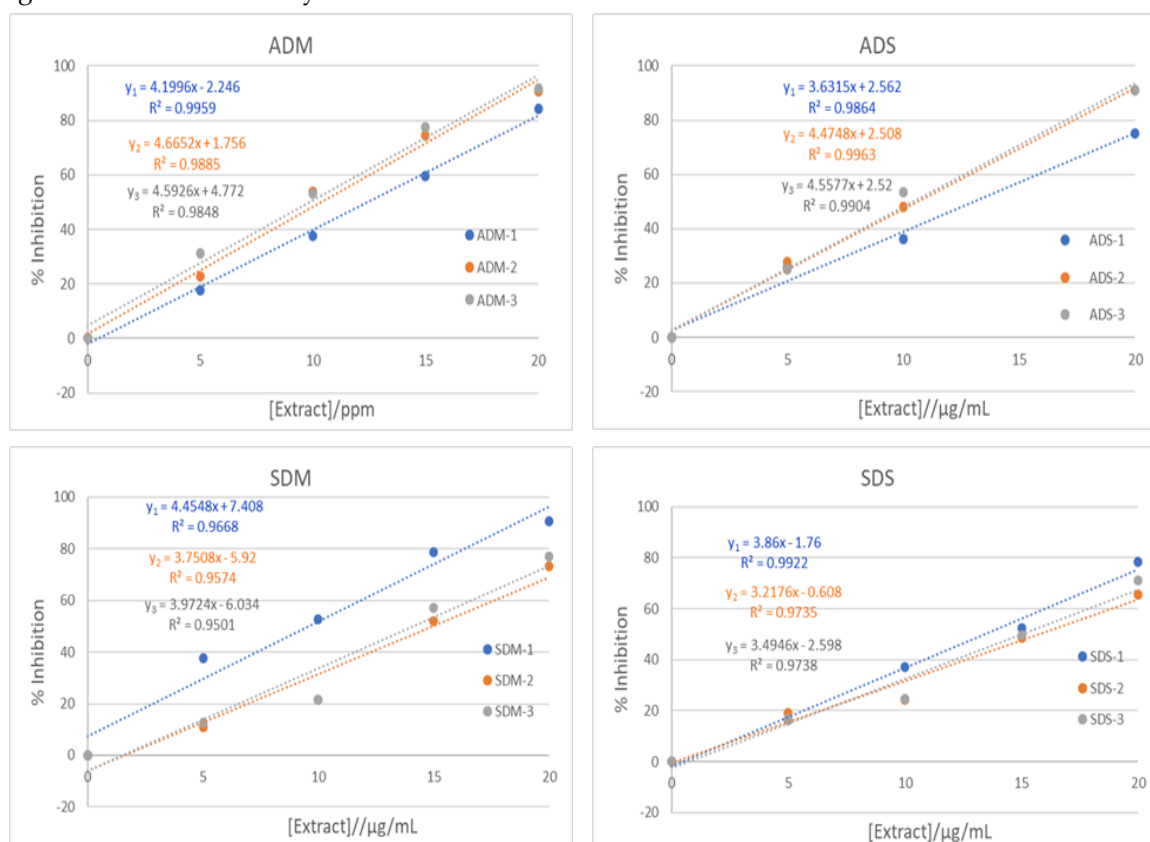 ADM
100
80
60
40
20
0
-20
% Inhibition
y₁ = 4.1996x - 2.246
R² = 0.9959
y₂ = 4.6652x + 1.756
R² = 0.9885
y₃ = 4.5926x + 4.772
R² = 0.9848
ADM-1
ADM-2
ADM-3
0 5 10 15 20
[Extract]/ppm
ADS
100
80
60
40
20
0
-20
% Inhibition
y₁ = 3.6315x + 2.562
R² = 0.9864
y₂ = 4.4748x + 2.508
R² = 0.9963
y₃ = 4.5577x + 2.52
R² = 0.9904
ADS-1
ADS-2
ADS-3
0 5 10 15 20
[Extract]//µg/mL
SDM
100
80
60
40
20
0
-20
% Inhibition
y₁ = 4.4548x + 7.408
R² = 0.9668
y₂ = 3.7508x - 5.92
R² = 0.9574
y₃ = 3.9724x - 6.034
R² = 0.9501
SDM-1
SDM-2
SDM-3
0 5 10 15 20
[Extract]//µg/mL
SDS
100
80
60
40
20
0
-20
% Inhibition
y₁ = 3.86x - 1.76
R² = 0.9922
y₂ = 3.2176x - 0.608
R² = 0.9735
y₃ = 3.4946x - 2.598
R² = 0.9738
SDS-1
SDS-2
SDS-3
0 5 10 15 20
[Extract]/µg/mL